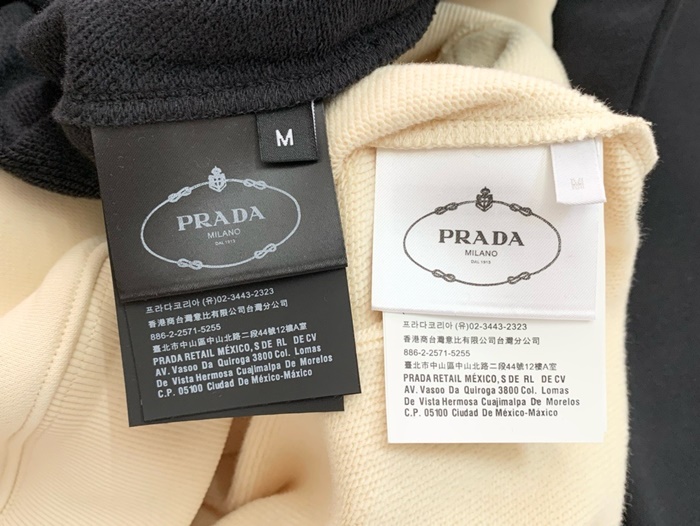 M
PRADA
MILANO
DAL 1913
프라다코리아 (유)02-3443-2323
香港商台灣意比有限公司台灣分公司
886-2-2571-5255
臺北市中山區中山北路二段44號12樓A室
PRADA RETAIL MÉXICO, S DE RL DE CV
AV. Vasoo Da Quiroga 3800 Col. Lomas
De Vista Hermosa Cuajimalpa De Morelos
C.P. 05100 Ciudad De México-Máxico
PRADA
MILANO
DAL 1913
프라다코리아 (유)02-3443-2323
香港商台灣意比有限公司台灣分公司
886-2-2571-5255
臺北市中山區中山北路二段44號12樓A室
PRADA RETAIL MÉXICO, S DE RL DE CV
AV. Vasoo Da Quiroga 3800 Col. Lomas
De Vista Hermosa Cuajimalpa De Morelos
C.P. 05100 Ciudad De México-Máxico